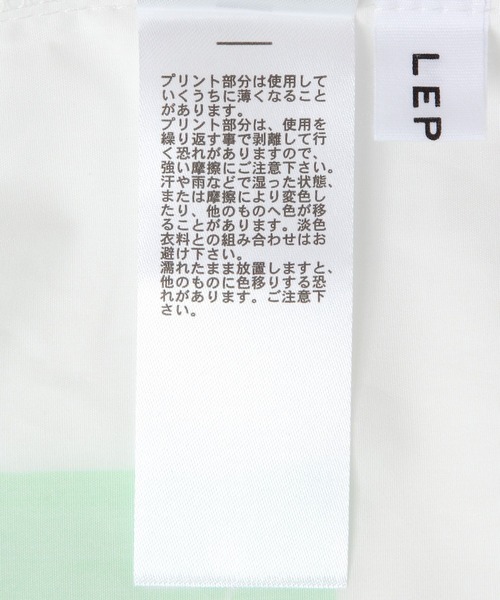 プリント部分は使用して
いくうちに薄くなること
があります。
プリント部分は、使用を
繰り返す事で剥離して行
く恐れがありますので、
強い摩擦にご注意下さい。
汗や雨などで湿った状態、
または摩擦により変色し
たり、他のものへ色が移
ることがあります。淡色
衣料との組み合わせはお
避け下さい。
濡れたまま放置しますと、
他のものに色移りする恐
れがあります。ご注意下
さい。
LEP